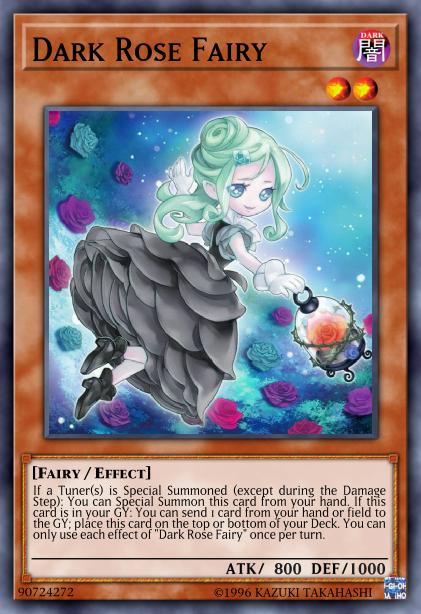 DARK ROSE FAIRY
DARK
闇
[FAIRY / EFFECT]
If a Tuner(s) is Special Summoned (except during the Damage
Step): You can Special Summon this card from your hand. If this
card is in your GY: You can send 1 card from your hand or field to
the GY; place this card on the top or bottom of your Deck. You can
only use each effect of "Dark Rose Fairy" once per turn.
ATK/ 800 DEF/1000
90724272
©1996 KAZUKI TAKAHASHI